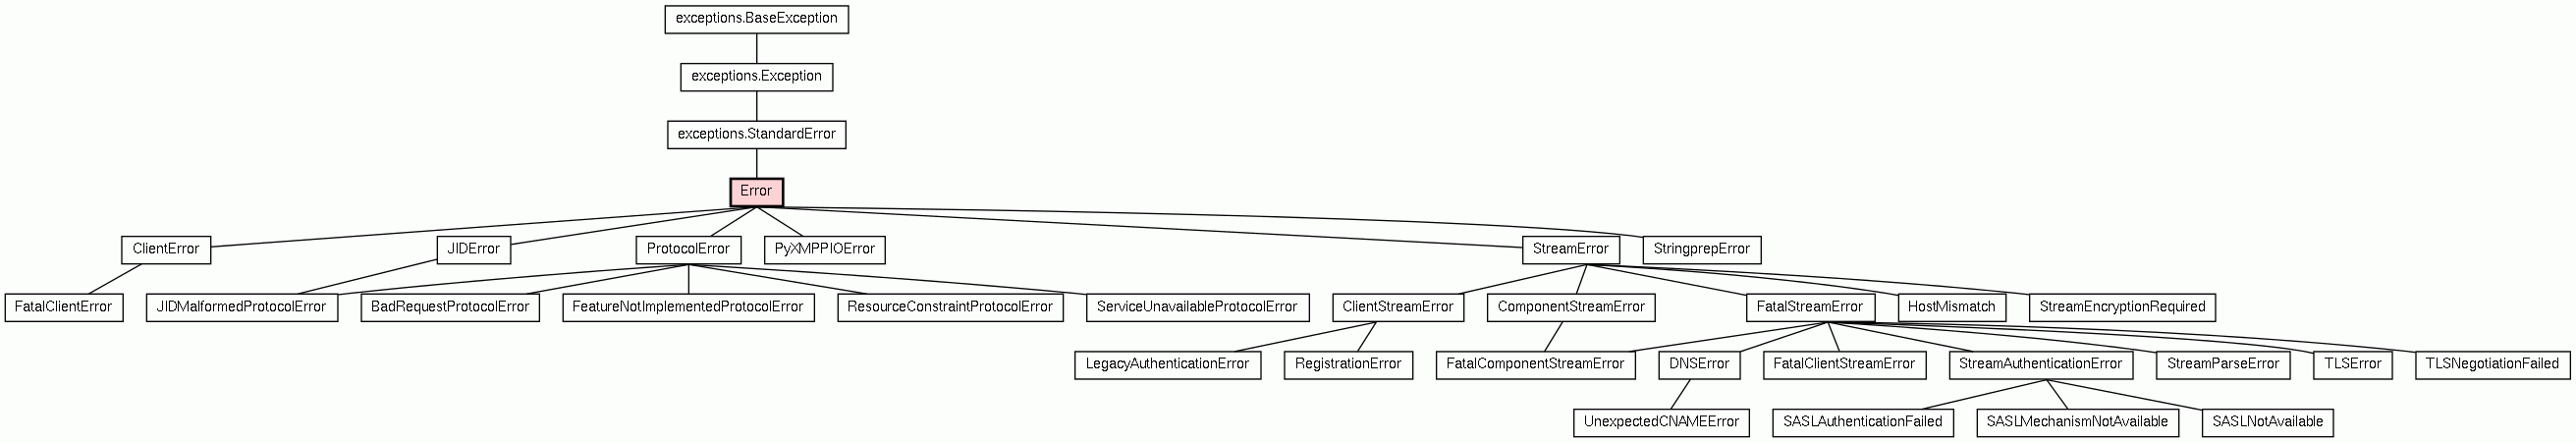 exceptions.BaseException
exceptions.Exception
exceptions.StandardError
Error
ClientError
JIDError
ProtocolError
PyXMPPIOError
StreamError
StringprepError
FatalClientError
JIDMalformedProtocolError
BadRequestProtocolError
FeatureNotImplementedProtocolError
ResourceConstraintProtocolError
ServiceUnavailableProtocolError
ClientStreamError
ComponentStreamError
FatalStreamError
HostMismatch
StreamEncryptionRequired
LegacyAuthenticationError
RegistrationError
FatalComponentStreamError
DNSError
FatalClientStreamError
StreamAuthenticationError
StreamParseError
TLSError
TLSNegotiationFailed
UnexpectedCNAMEError
SASLAuthenticationFailed
SASLMechanismNotAvailable
SASLNotAvailable